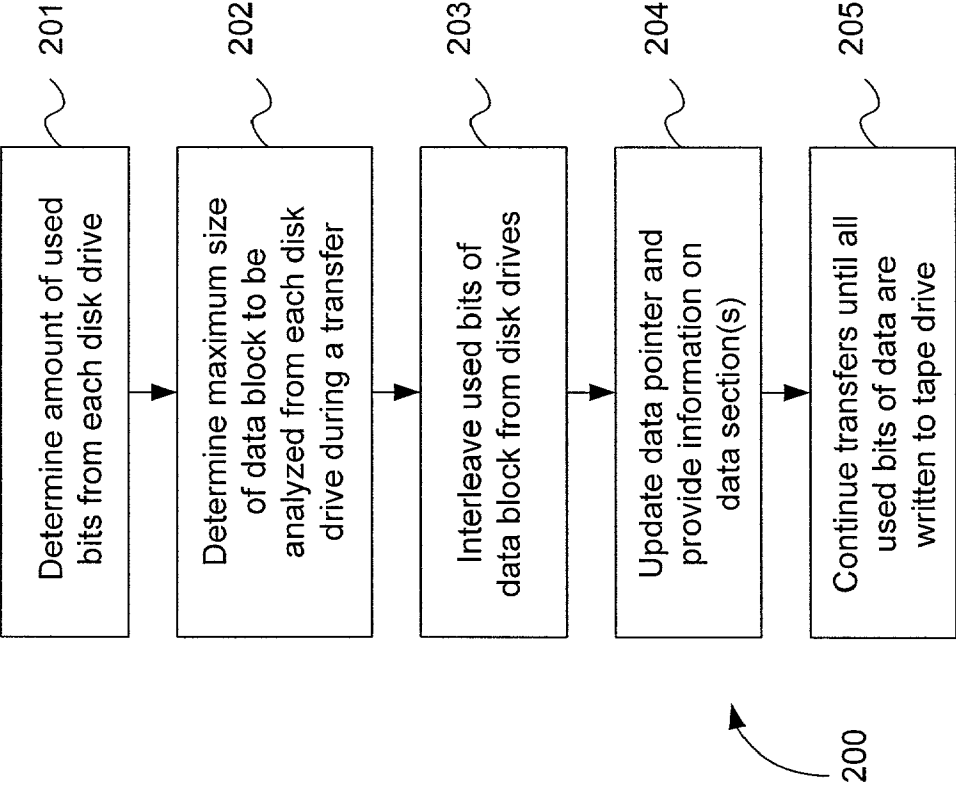 Determine amount of used
bits from each disk drive
201
Determine maximum size
of data block to be
analyzed from each disk
drive during a transfer
202
Interleave used bits of
data block from disk drives
203
Update data pointer and
provide information on
data section(s)
204
Continue transfers until all
used bits of data are
written to tape drive
205
200